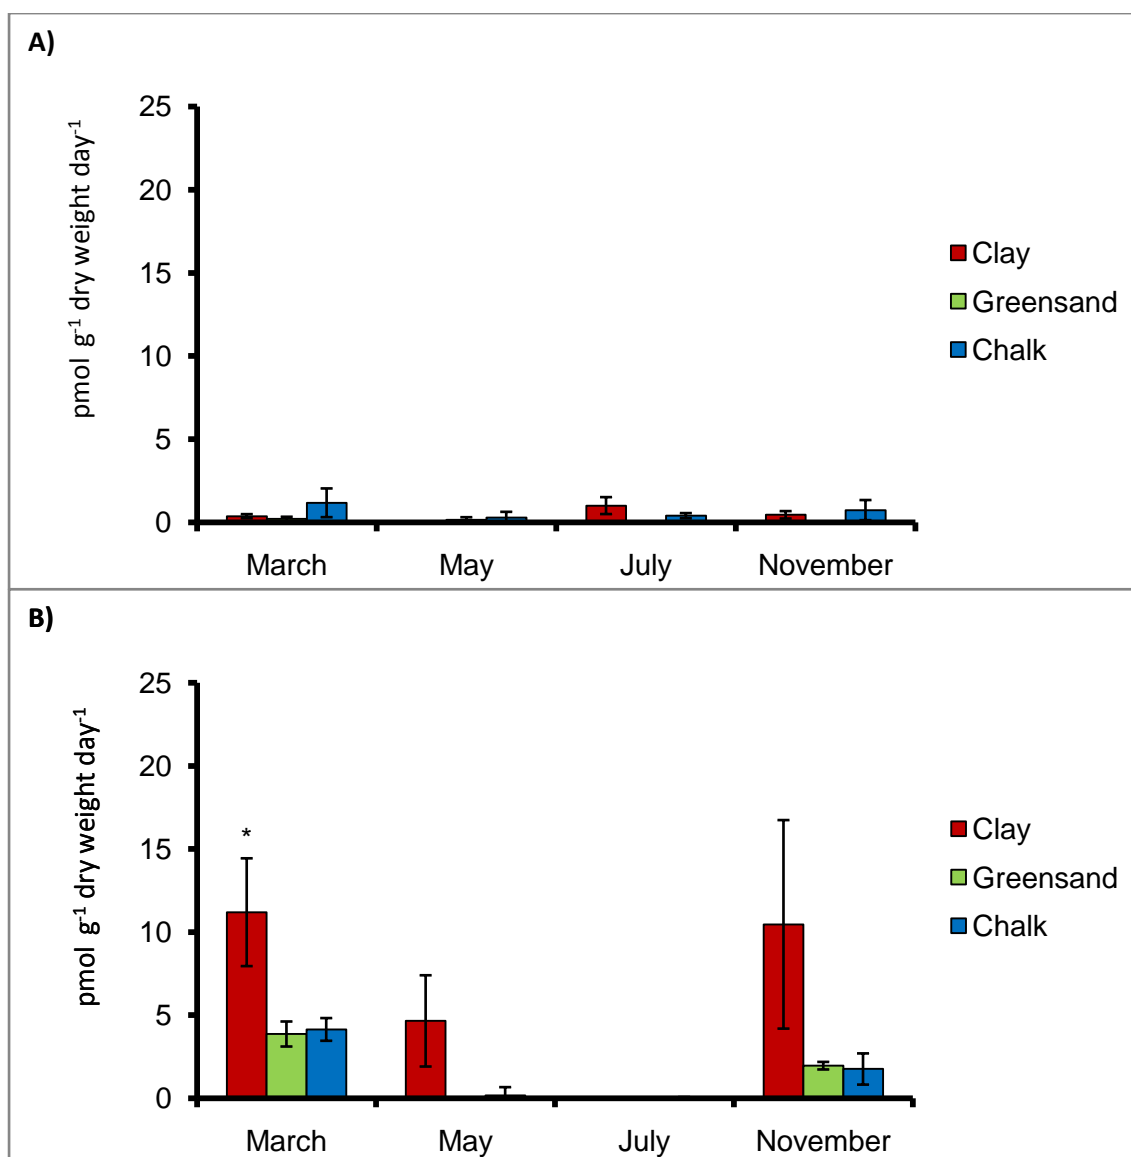 A)
pmol g⁻¹ dry weight day⁻¹
25
20
15
10
5
0
March May July November
Clay
Greensand
Chalk
B)
pmol g⁻¹ dry weight day⁻¹
25
20
15
10
5
0
*
March May July November
Clay
Greensand
Chalk